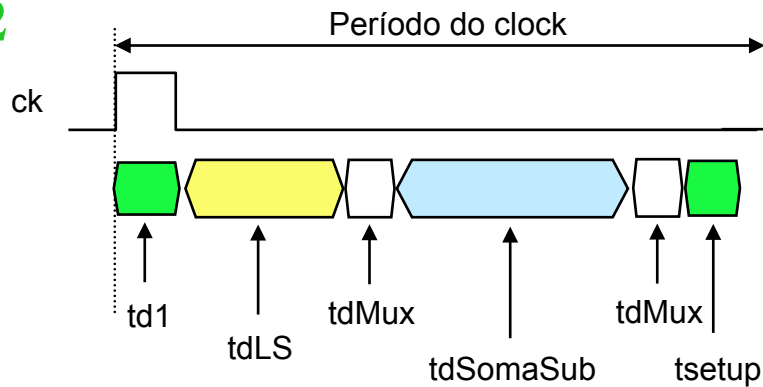 2
Período do clock
ck
td1
tdLS
tdMux
tdSomaSub
tdMux
tsetup